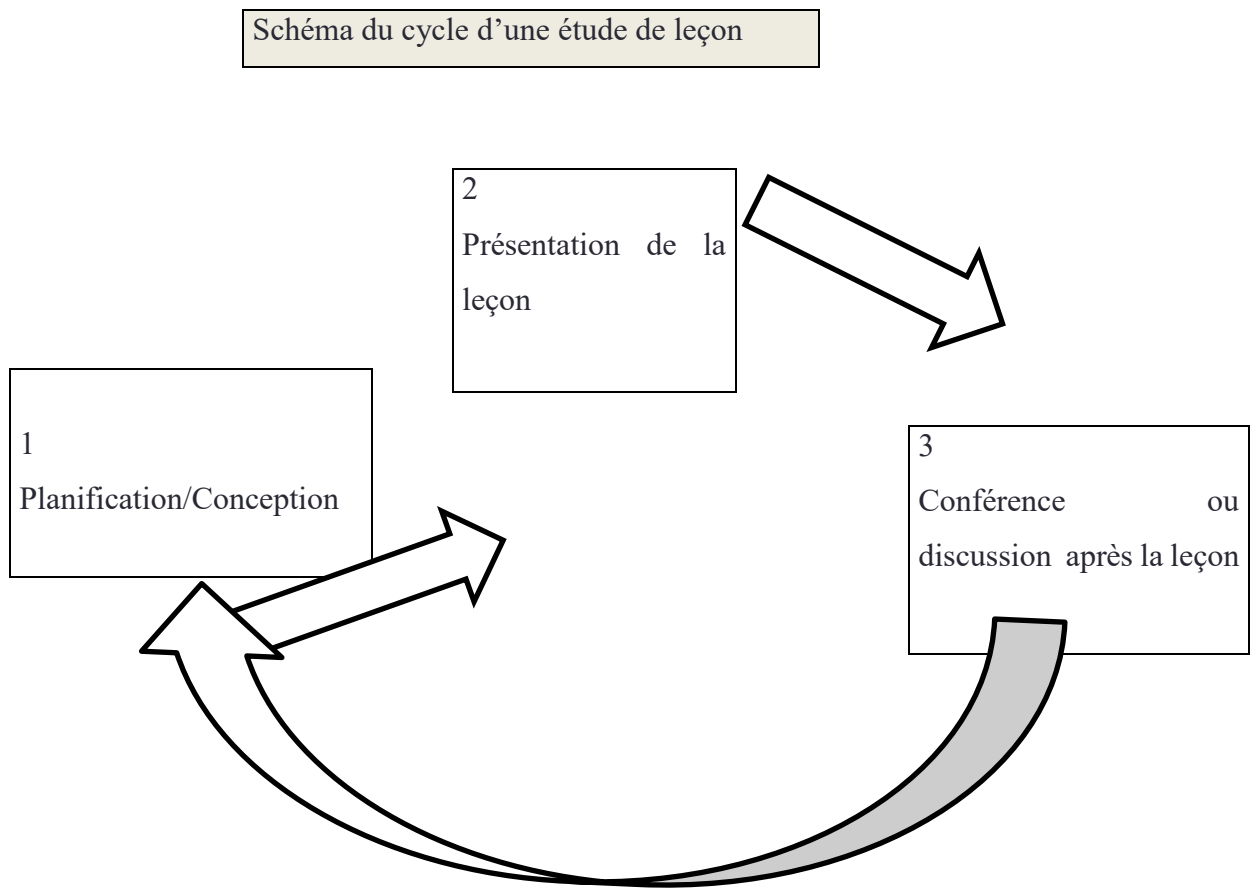 Schéma du cycle d’une étude de leçon
2
Présentation de la
leçon
1
Planification/Conception
3
Conférence ou
discussion après la leçon